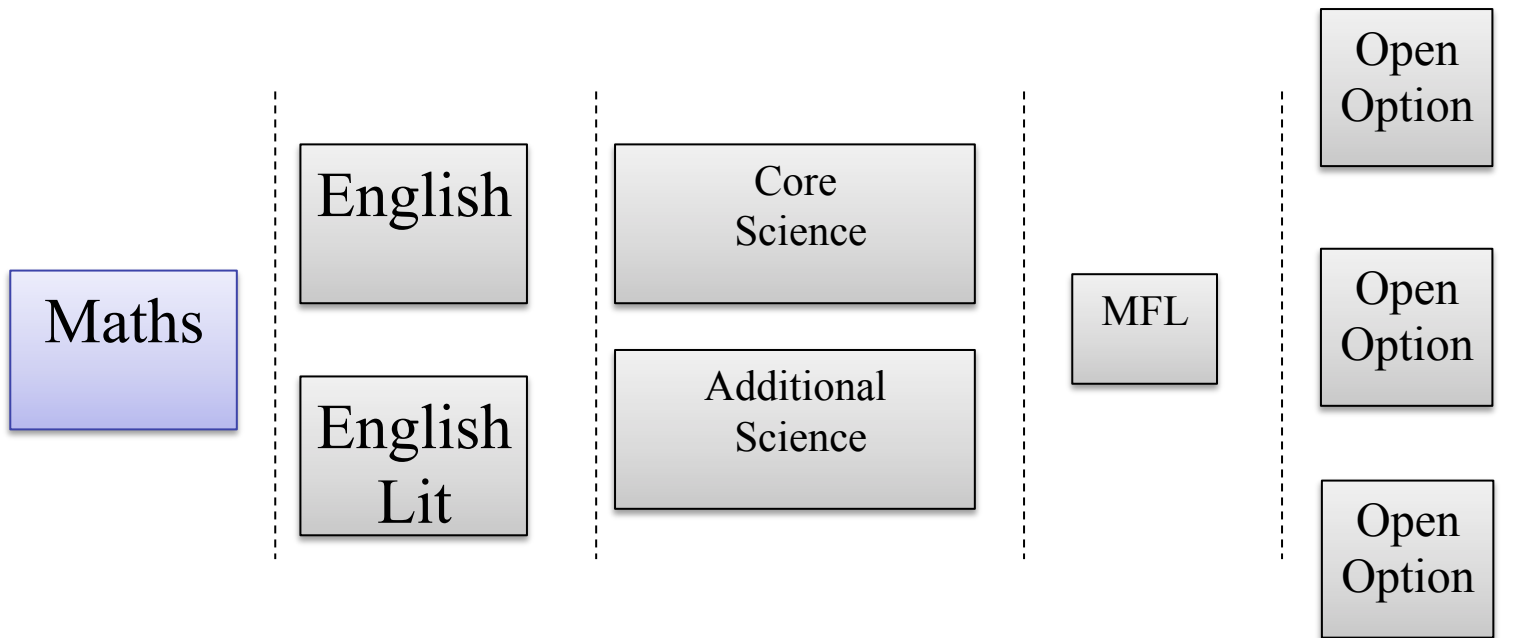 Maths
English
English
Lit
Core
Science
Additional
Science
MFL
Open
Option
Open
Option
Open
Option